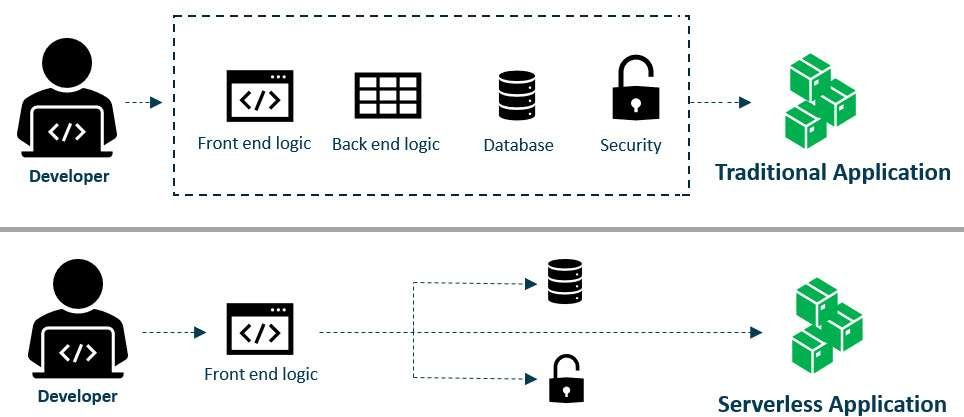 Front end logic
Back end logic
Database
Security
Developer
Traditional Application
</>
</>
</>
Front end logic
</>
Developer
Serverless Application